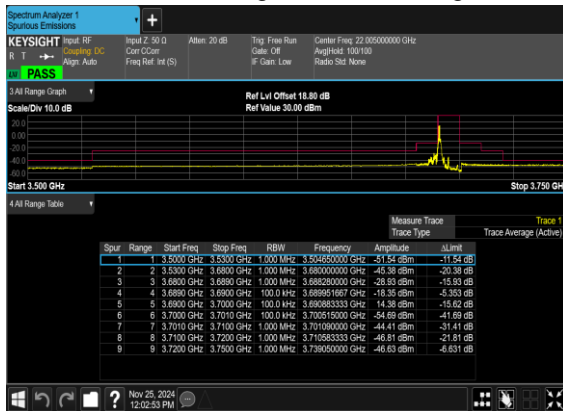 Spectrum Analyzer 1
Spurious Emissions
KEYSIGHT Input: RF Input Z: 50 Ω Atten: 20 dB Trig: Free Run Center Freq: 22.005000000 GHz
R T Coupling: DC Corr CCorr Gate: Off Avg|Hold: 100/100
Align: Auto Freq Ref: Int (S) IF Gain: Low Radio Std: None
PASS
3 All Range Graph
Ref Lvl Offset 18.80 dB
Scale/Div 10.0 dB Ref Value 30.00 dBm
20.0
0.00
-20.0
-40.0
-60.0
Start 3.500 GHz Stop 3.750 GH
4 All Range Table
Measure Trace Trace 1
Trace Type Trace Average (Active)
Spur Range Start Freq Stop Freq RBW Frequency Amplitude ΔLimit
1 1 3.5000 GHz 3.5300 GHz 1.000 MHz 3.504650000 GHz -51.54 dBm -11.54 dB
2 2 3.5300 GHz 3.6800 GHz 1.000 MHz 3.680000000 GHz -45.38 dBm -20.38 dB
3 3 3.6800 GHz 3.6890 GHz 1.000 MHz 3.688280000 GHz -28.93 dBm -15.93 dB
4 4 3.6890 GHz 3.6900 GHz 100.0 kHz 3.689951667 GHz -18.35 dBm -5.353 dB
5 5 3.6900 GHz 3.7000 GHz 100.0 kHz 3.690883333 GHz 14.38 dBm -15.62 dB
6 6 3.7000 GHz 3.7010 GHz 100.0 kHz 3.700515000 GHz -54.69 dBm -41.69 dB
7 7 3.7010 GHz 3.7100 GHz 1.000 MHz 3.701090000 GHz -44.41 dBm -31.41 dB
8 8 3.7100 GHz 3.7200 GHz 1.000 MHz 3.710583333 GHz -46.81 dBm -21.81 dB
9 9 3.7200 GHz 3.7500 GHz 1.000 MHz 3.739050000 GHz -46.63 dBm -6.631 dB
Nov 25, 2024
12:02:53 PM